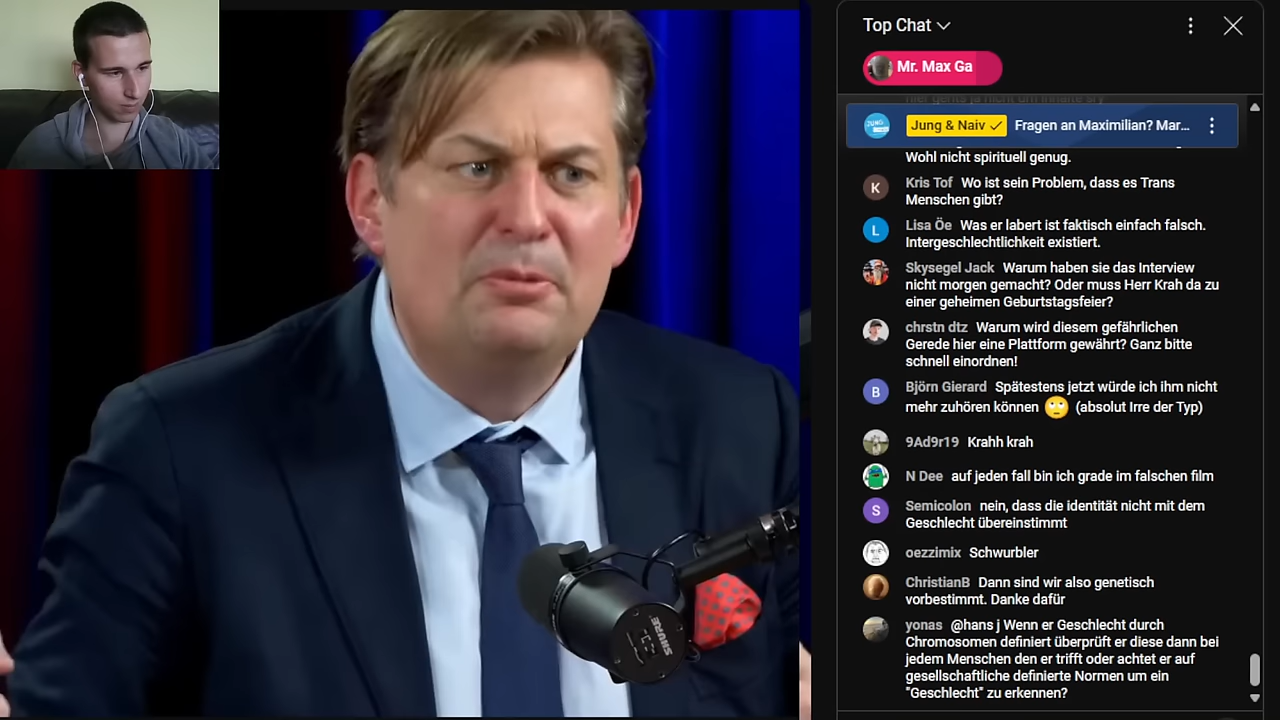 Top Chat
Mr. Max Ga
Jung & Naiv Fragen an Maximilian? Mar...
Wohl nicht spirituell genug.
Kris Tof Wo ist sein Problem, dass es Trans
Menschen gibt?
Lisa Öe Was er labert ist faktisch einfach falsch.
Intergeschlechtlichkeit existiert.
Skysegel Jack Warum haben sie das Interview
nicht morgen gemacht? Oder muss Herr Krah da zu
einer geheimen Geburtstagsfeier?
chrstn dtz Warum wird diesem gefährlichen
Gerede hier eine Plattform gewährt? Ganz bitte
schnell einordnen!
Björn Gierard Spätestens jetzt würde ich ihm nicht
mehr zuhören können 🙄 (absolut Irre der Typ)
9Ad9r19 Krahh krah
N Dee auf jeden fall bin ich grade im falschen film
Semicolon nein, dass die identität nicht mit dem
Geschlecht übereinstimmt
oezzimix Schwurbler
ChristianB Dann sind wir also genetisch
vorbestimmt. Danke dafür
yonas @hans j Wenn er Geschlecht durch
Chromosomen definiert überprüft er diese dann bei
jedem Menschen den er trifft oder achtet er auf
gesellschaftliche definierte Normen um ein
"Geschlecht" zu erkennen?
K
L
B
S
SHURE